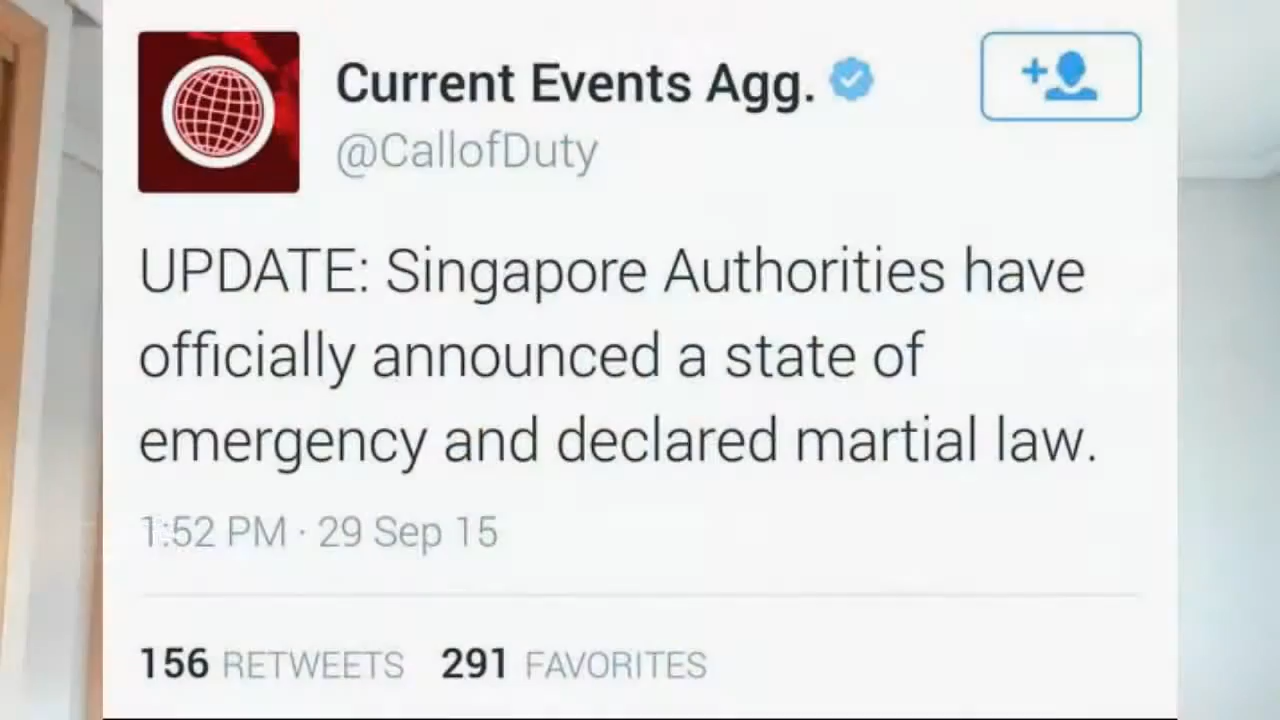 Current Events Agg.
@CallofDuty
UPDATE: Singapore Authorities have
officially announced a state of
emergency and declared martial law.
1:52 PM · 29 Sep 15
156 RETWEETS 291 FAVORITES